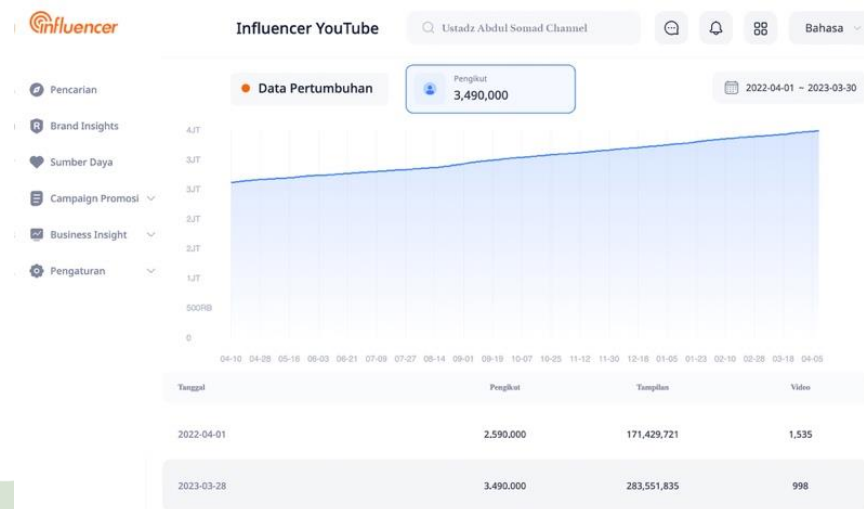 influencer
Influencer YouTube
Ustadz Abdul Somad Channel
Bahasa
Pencarian
Brand Insights
Sumber Daya
Campaign Promosi
Business Insight
Pengaturan
Data Pertumbuhan
Pengikut
3,490,000
2022-04-01 ~ 2023-03-30
4JT
3JT
3JT
2JT
2JT
1JT
500RB
0
04-10 04-28 05-16 06-03 06-21 07-09 07-27 08-14 09-01 09-19 10-07 10-25 11-12 11-30 12-18 01-05 01-23 02-10 02-28 03-18 04-05
Tanggal Pengikut Tampilan Video
2022-04-01 2.590.000 171,429,721 1,535
2023-03-28 3.490.000 283,551,835 998